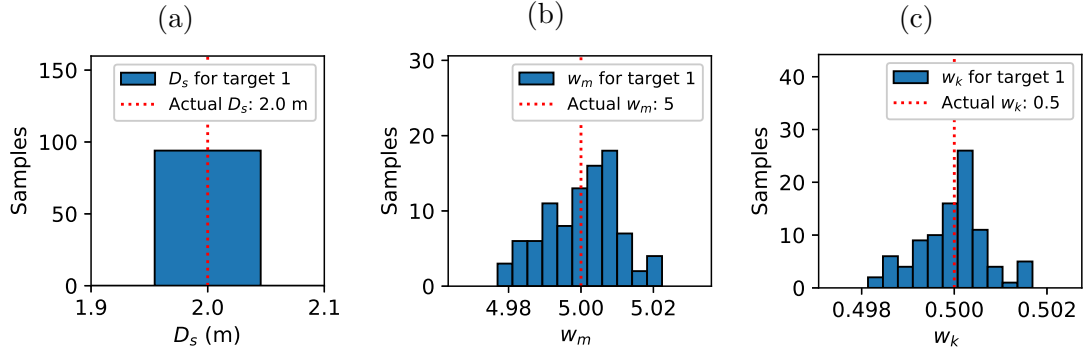 (a)
150
100
50
0
Samples
D_s for target 1
Actual D_s: 2.0 m
1.9
2.0
2.1
D_s (m)
(b)
30
20
10
0
Samples
w_m for target 1
Actual w_m: 5
4.98
5.00
5.02
w_m
(c)
40
30
20
10
0
Samples
w_k for target 1
Actual w_k: 0.5
0.498
0.500
0.502
w_k